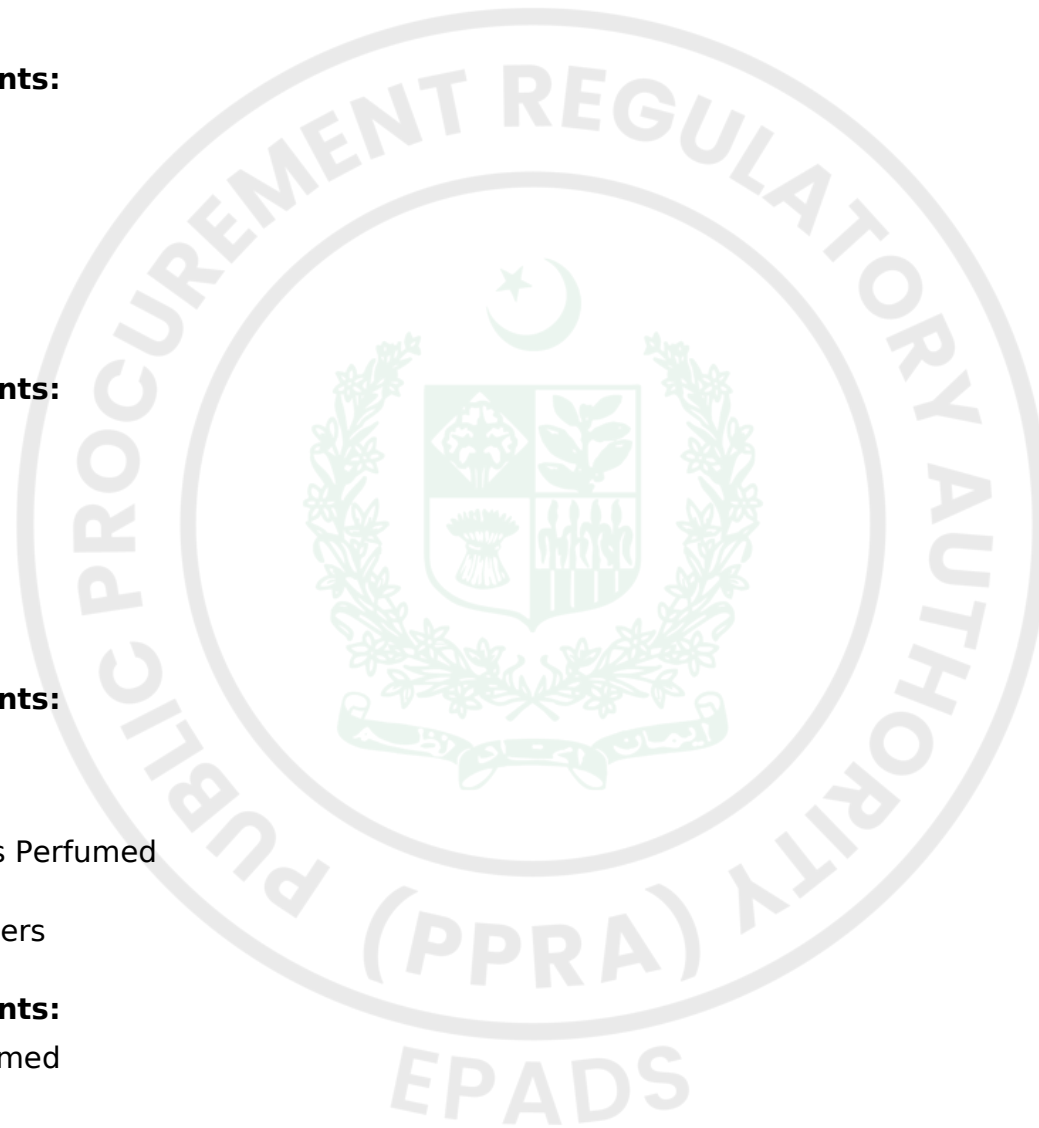 nts:
nts:
nts:
s Perfumed
ers
nts:
med
PUBLIC PROCUREMENT REGULATORY AUTHORITY
(PPRA)
EPADS